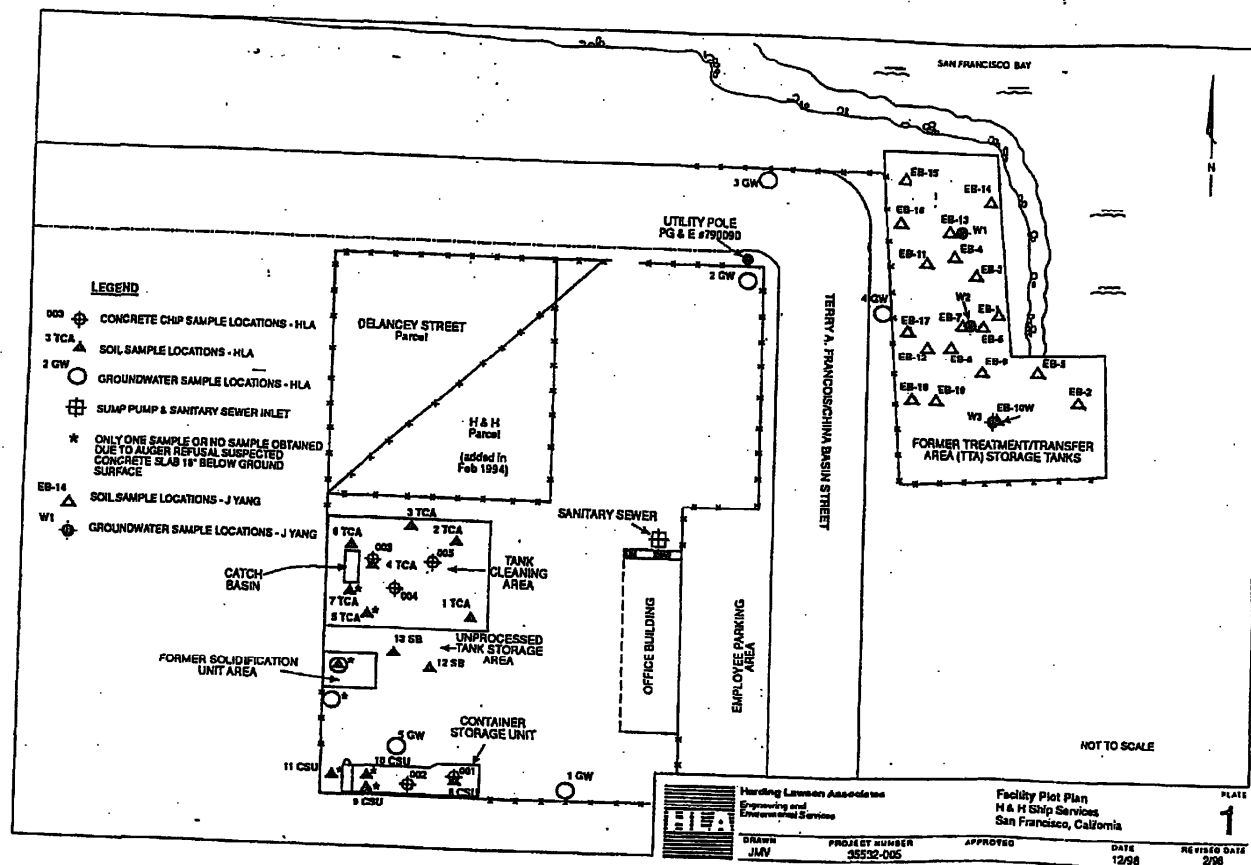 SAN FRANCISCO BAY
N
3 GW
UTILITY POLE
PG & E #790090
2 GW
4 GW
EB-15
EB-14
EB-16
EB-13
W1
EB-4
EB-11
EB-3
W2
EB-7
EB-17
EB-12
EB-5
EB-2
EB-18
EB-19
W3
EB-10W
FORMER TREATMENT/TRANSFER
AREA (TTA) STORAGE TANKS
TERRY A. FRANCOIS/CHINA BASIN STREET
LEGEND
003 CONCRETE CHIP SAMPLE LOCATIONS - HLA
3 TCA SOIL SAMPLE LOCATIONS - HLA
2 GW GROUNDWATER SAMPLE LOCATIONS - HLA
SUMP PUMP & SANITARY SEWER INLET
* ONLY ONE SAMPLE OR NO SAMPLE OBTAINED
DUE TO AUGER REFUSAL SUSPECTED
CONCRETE SLAB 18" BELOW GROUND
SURFACE
EB-14 SOIL SAMPLE LOCATIONS - J YANG
W1 GROUNDWATER SAMPLE LOCATIONS - J YANG
DELANCEY STREET
Parcel
H & H
Parcel
(added in
Feb 1994)
SANITARY SEWER
3 TCA
2 TCA
6 TCA
003
005
4 TCA
TANK
CLEANING
AREA
CATCH
BASIN
004
7 TCA
5 TCA
1 TCA
13 SB
UNPROCESSED
TANK STORAGE
AREA
12 SB
FORMER SOLIDIFICATION
UNIT AREA
OFFICE BUILDING
EMPLOYEE PARKING
AREA
CONTAINER
STORAGE UNIT
5 GW
11 CSU
10 CSU
002
001
8 CSU
9 CSU
1 GW
NOT TO SCALE
HLA
Harding Lawson Associates
Engineering and
Environmental Services
Facility Plot Plan
H & H Ship Services
San Francisco, California
PLATE
1
DRAWN
JMV
PROJECT NUMBER
35532-005
APPROVED
DATE
12/98
REVISED DATE
2/98